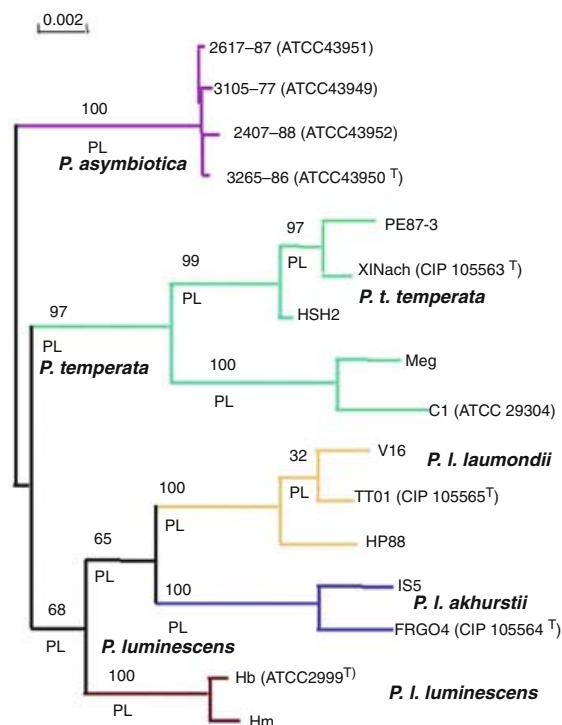 0.002
2617–87 (ATCC43951)
3105–77 (ATCC43949)
100
PL
2407–88 (ATCC43952)
P. asymbiotica
3265–86 (ATCC43950 T)
97
PL
PE87-3
99
PL
XINach (CIP 105563 T)
P. t. temperata
97
PL
HSH2
P. temperata
100
PL
Meg
C1 (ATCC 29304)
32
PL
V16
P. l. laumondii
100
PL
TT01 (CIP 105565T)
HP88
65
PL
100
PL
IS5
P. l. akhurstii
68
PL
FRGO4 (CIP 105564 T)
P. luminescens
100
PL
Hb (ATCC2999T)
P. l. luminescens
Hm